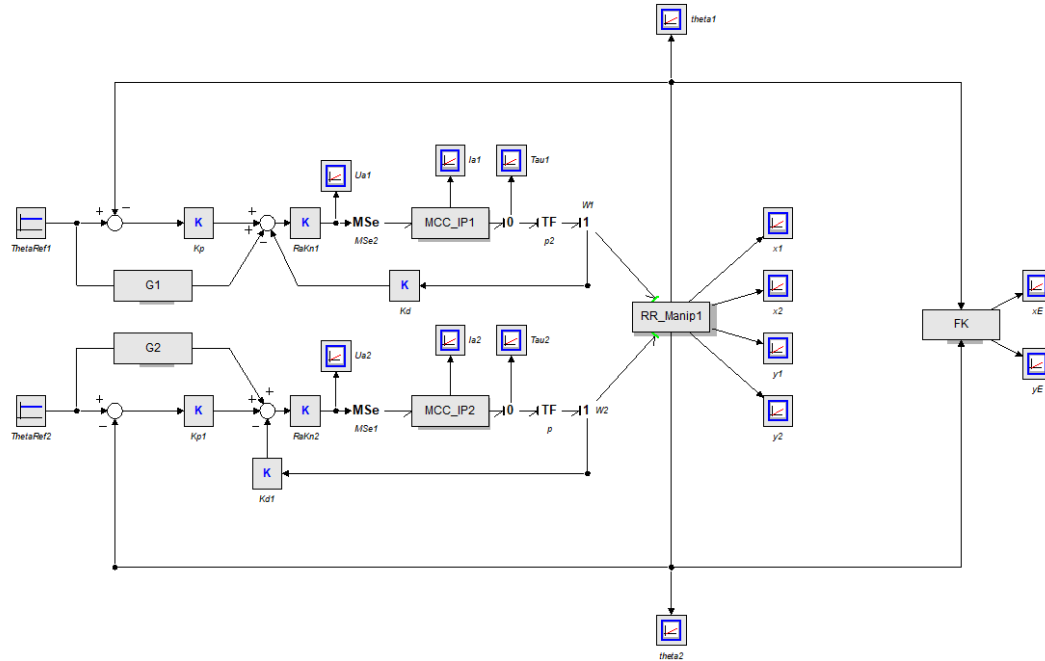 theta1
Ia1
Tau1
Ua1
W1
+
−
K
+
+
−
K
MSe
MCC_IP1
0
TF
1
ThetaRef1
Kp
RaKn1
MSe2
p2
x1
G1
K
Kd
RR_Manip1
x2
xE
FK
G2
Ua2
Ia2
Tau2
y1
yE
+
−
K
+
+
−
K
MSe
MCC_IP2
0
TF
1
W2
ThetaRef2
Kp1
RaKn2
MSe1
p
y2
K
Kd1
theta2